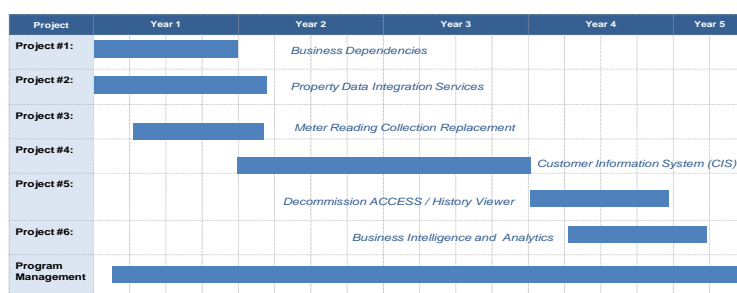 Project Year 1 Year 2 Year 3 Year 4 Year 5
Project #1: Business Dependencies
Project #2: Property Data Integration Services
Project #3: Meter Reading Collection Replacement
Project #4: Customer Information System (CIS)
Project #5: Decommission ACCESS / History Viewer
Project #6: Business Intelligence and Analytics
Program
Management